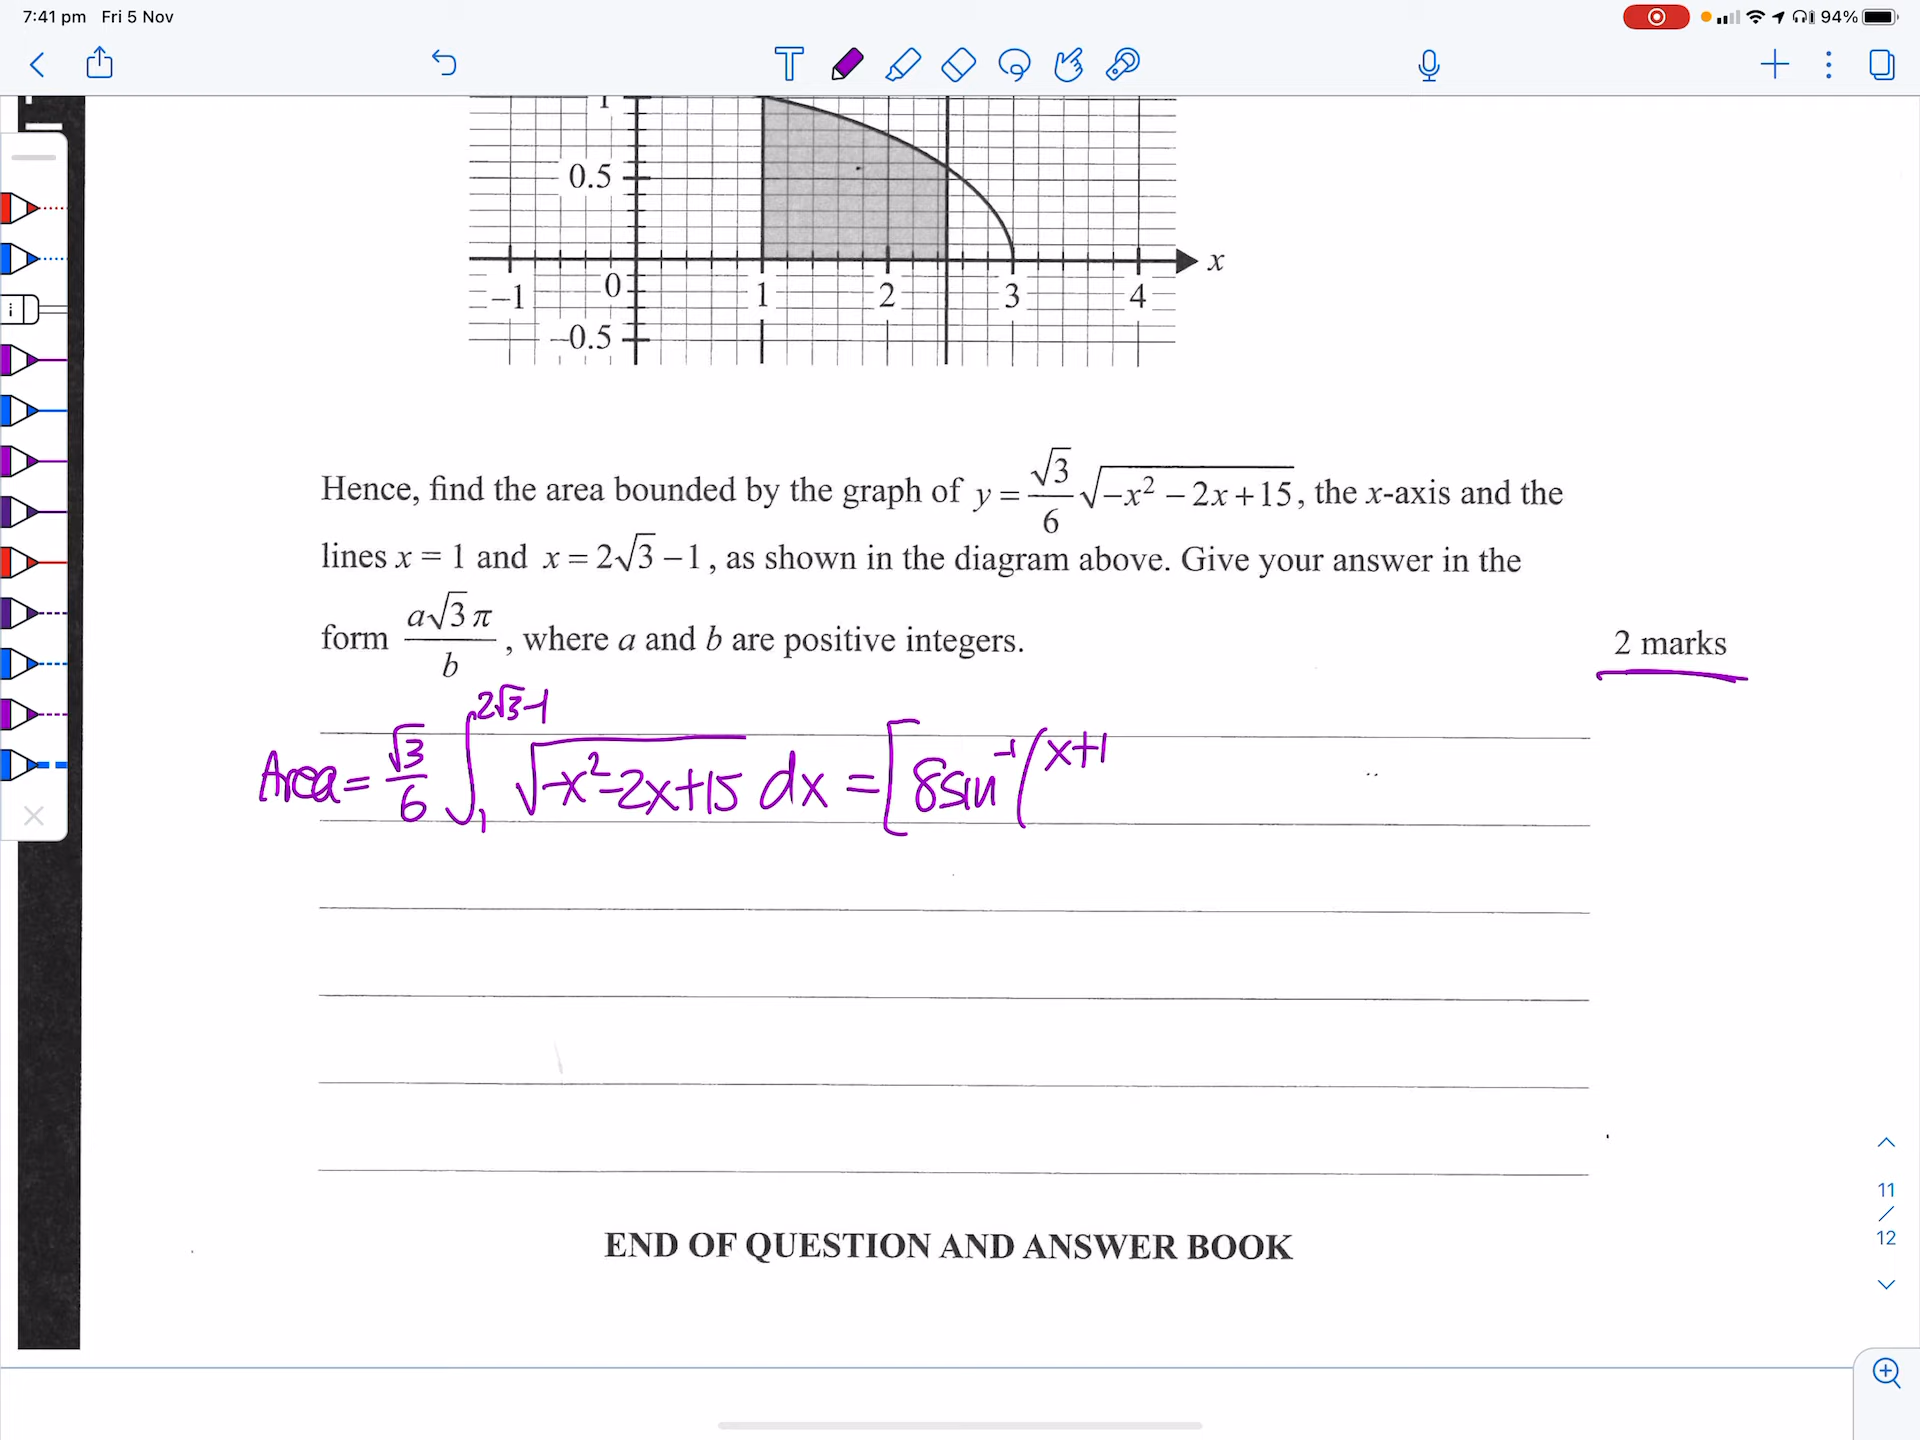 7:41 pm Fri 5 Nov 94%
1
0.5
x
−1 0 1 2 3 4
−0.5
Hence, find the area bounded by the graph of y = √3/6 √(−x² − 2x + 15), the x-axis and the
lines x = 1 and x = 2√3 − 1, as shown in the diagram above. Give your answer in the
form a√3π/b, where a and b are positive integers.
2 marks
Area = √3/6 ∫₁^(2√3−1) √(−x²−2x+15) dx = [8sin⁻¹(x+1
END OF QUESTION AND ANSWER BOOK
11
/
12